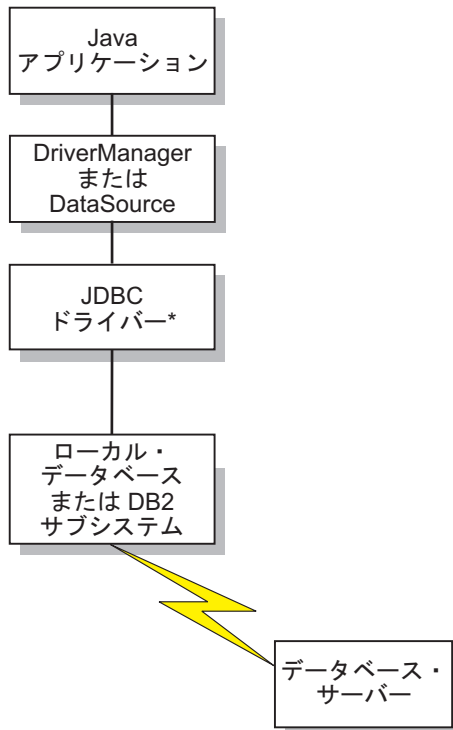 Java
アプリケーション
DriverManager
または
DataSource
JDBC
ドライバー*
ローカル・
データベース
または DB2
サブシステム
データベース・
サーバー